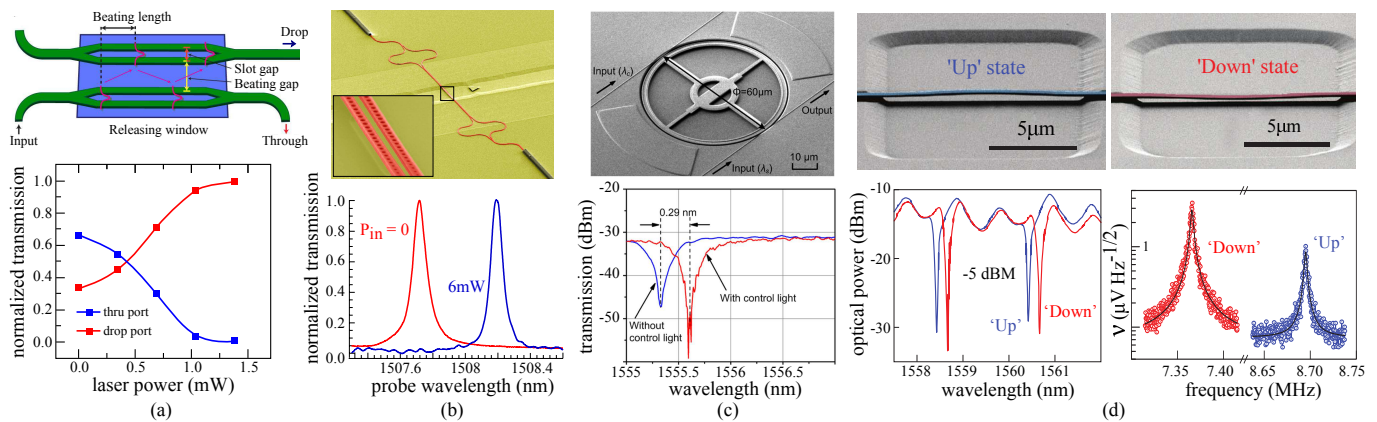 Beating length
Drop
Slot gap
Beating gap
Input
Releasing window
Through
normalized transmission
1.0
0.8
0.6
0.4
0.2
0.0
thru port
drop port
0.0
0.5
1.0
1.5
laser power (mW)
(a)
normalized transmission
1.0
0.8
0.6
0.4
0.2
0.0
Pin = 0
6mW
1507.6
1508
1508.4
probe wavelength (nm)
(b)
Input (λc)
Φ=60μm
Output
Input (λs)
10 μm
transmission (dBm)
-20
-30
-40
-50
-60
0.29 nm
With control light
Without
control light
1555
1556
1557
wavelength (nm)
(c)
'Up' state
5μm
'Down' state
5μm
optical power (dBm)
-10
-20
-30
-5 dBM
'Up'
'Down'
1558
1559
1560
1561
wavelength (nm)
ν (μV Hz-1/2)
1
'Down'
'Up'
7.35
7.40
8.65
8.70
8.75
frequency (MHz)
(d)